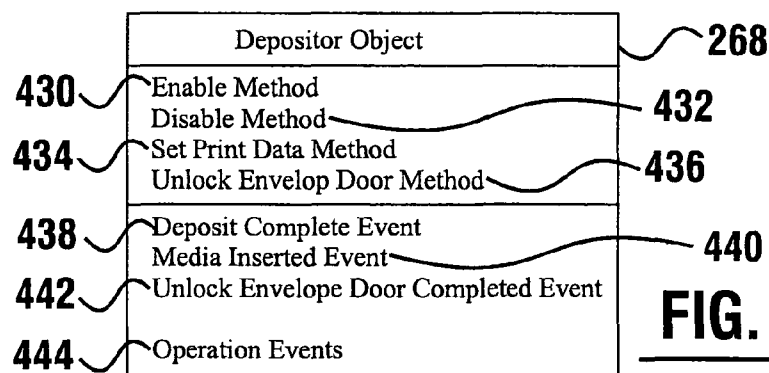 Depositor Object 268
430 Enable Method
Disable Method 432
434 Set Print Data Method
Unlock Envelop Door Method 436
438 Deposit Complete Event
Media Inserted Event 440
442 Unlock Envelope Door Completed Event
444 Operation Events
FIG.